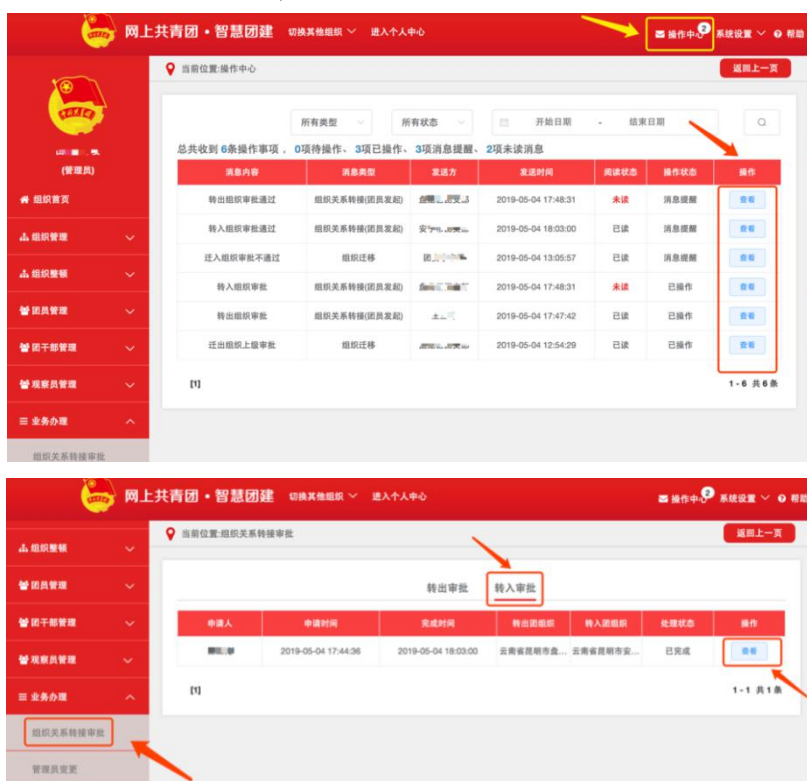 网上共青团·智慧团建 切换其他组织 进入个人中心 操作中心 2 系统设置 帮助
当前位置:操作中心 返回上一页
(管理员)
所有类型 所有状态 开始日期 - 结束日期
总共收到 6条操作事项，0项待操作、3项已操作、3项消息提醒、2项未读消息
消息内容 消息类型 发送方 发送时间 阅读状态 操作状态 操作
转出组织审批通过 组织关系转接(团员发起) 2019-05-04 17:48:31 未读 消息提醒 查看
转入组织审批通过 组织关系转接(团员发起) 2019-05-04 18:03:00 已读 消息提醒 查看
迁入组织审批不通过 组织迁移 2019-05-04 13:05:57 已读 消息提醒 查看
转入组织审批 组织关系转接(团员发起) 2019-05-04 17:48:31 未读 已操作 查看
转出组织审批 组织关系转接(团员发起) 2019-05-04 17:47:42 已读 已操作 查看
迁出组织上级审批 组织迁移 2019-05-04 12:54:29 已读 已操作 查看
[1] 1-6 共6条
组织首页
组织管理
组织整顿
团员管理
团干部管理
观察员管理
业务办理
组织关系转接审批
网上共青团·智慧团建 切换其他组织 进入个人中心 操作中心 2 系统设置 帮助
当前位置:组织关系转接审批 返回上一页
转出审批 转入审批
申请人 申请时间 完成时间 转出团组织 转入团组织 处理状态 操作
2019-05-04 17:44:36 2019-05-04 18:03:00 云南省昆明市盘... 云南省昆明市安... 已完成 查看
[1] 1-1 共1条
组织整顿
团员管理
团干部管理
观察员管理
业务办理
组织关系转接审批
管理员变更